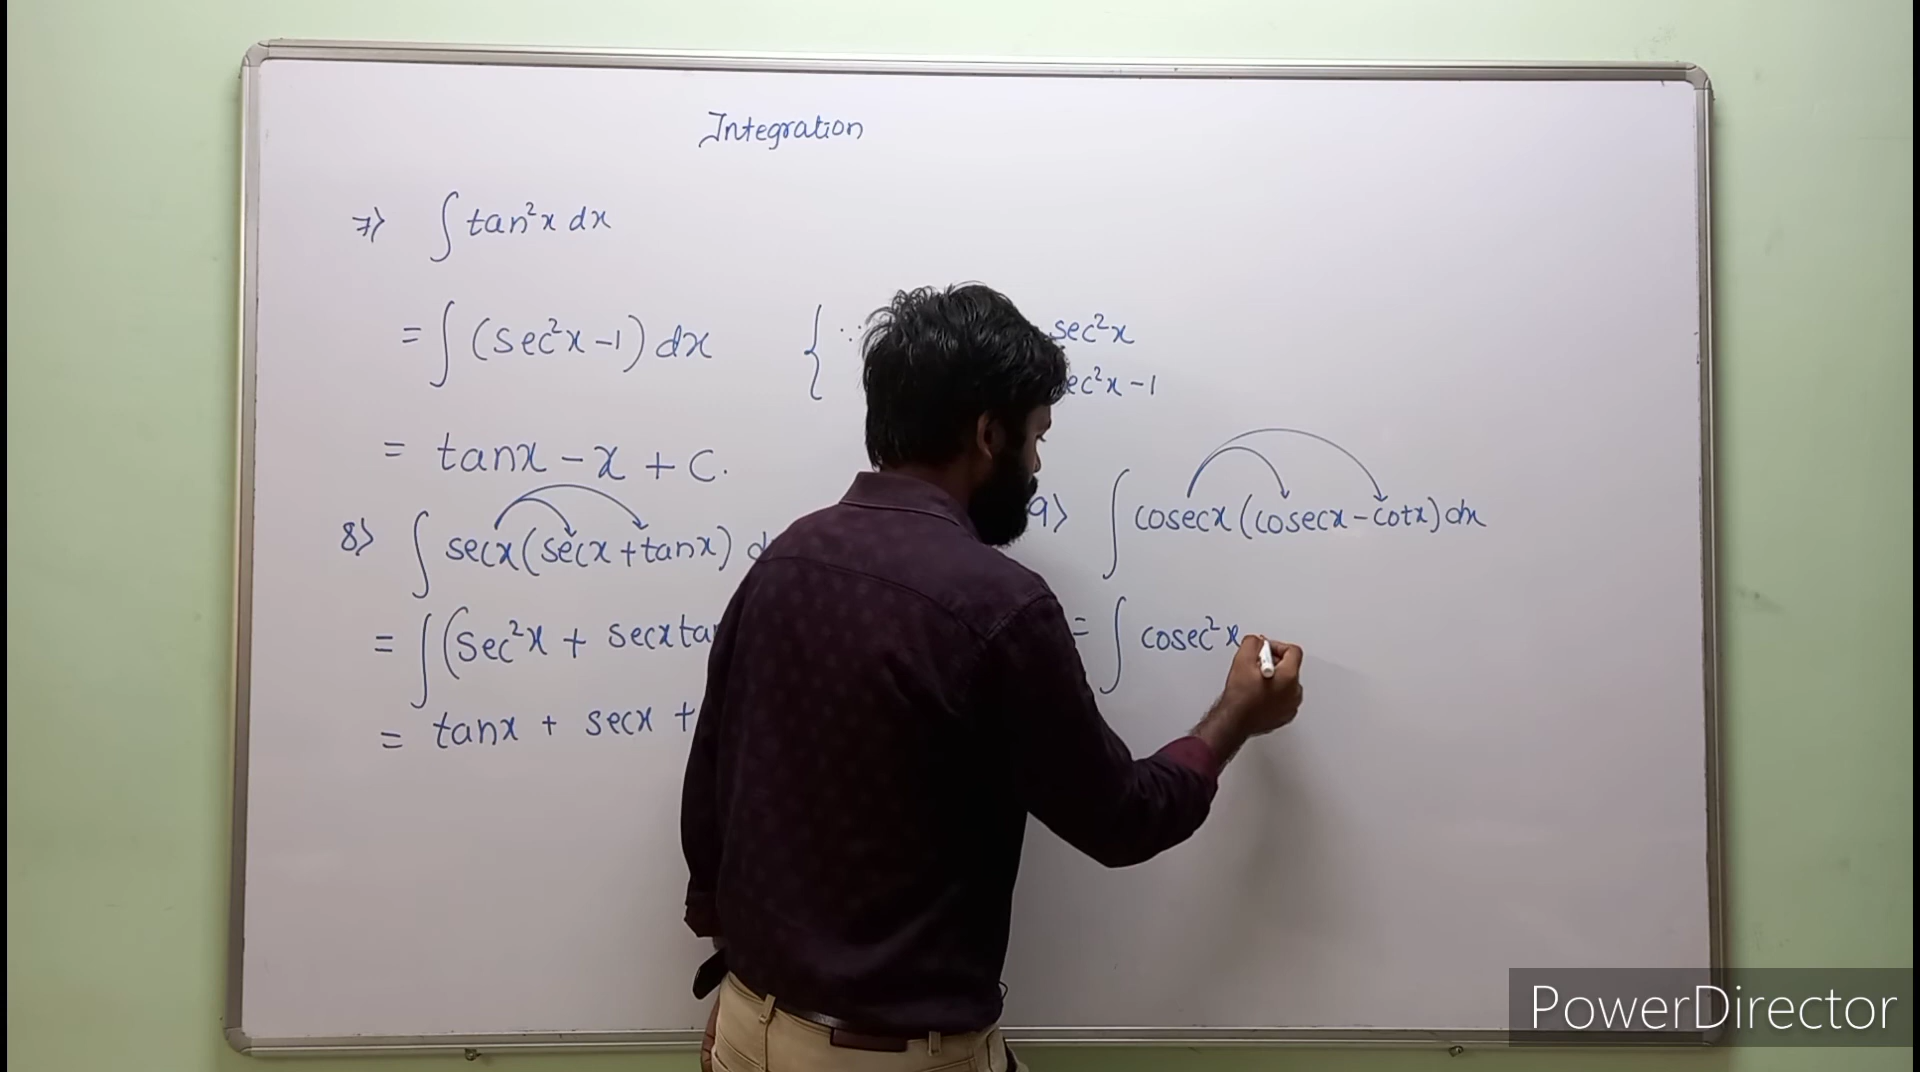 Integration
7) ∫ tan²x dx
= ∫ (sec²x -1) dx { ∵ sec²x
ec²x -1
= tanx - x + C.
8) ∫ secx (secx + tanx) d
= ∫ (sec²x + secx ta
= tanx + secx +
9) ∫ cosecx (cosecx - cotx) dx
= ∫ cosec²x
PowerDirector